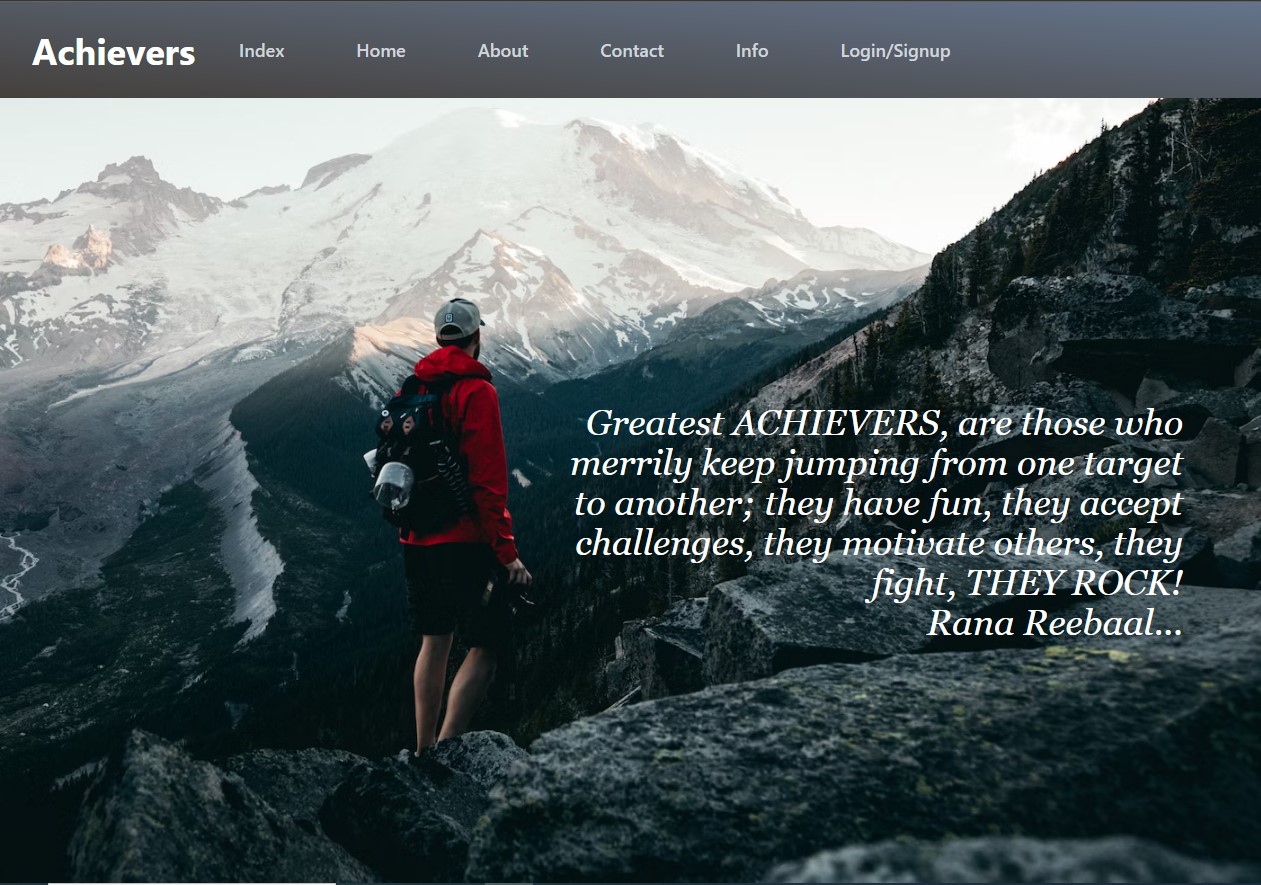 Achievers Index Home About Contact Info Login/Signup
Greatest ACHIEVERS, are those who
merrily keep jumping from one target
to another; they have fun, they accept
challenges, they motivate others, they
fight, THEY ROCK!
Rana Reebaal...